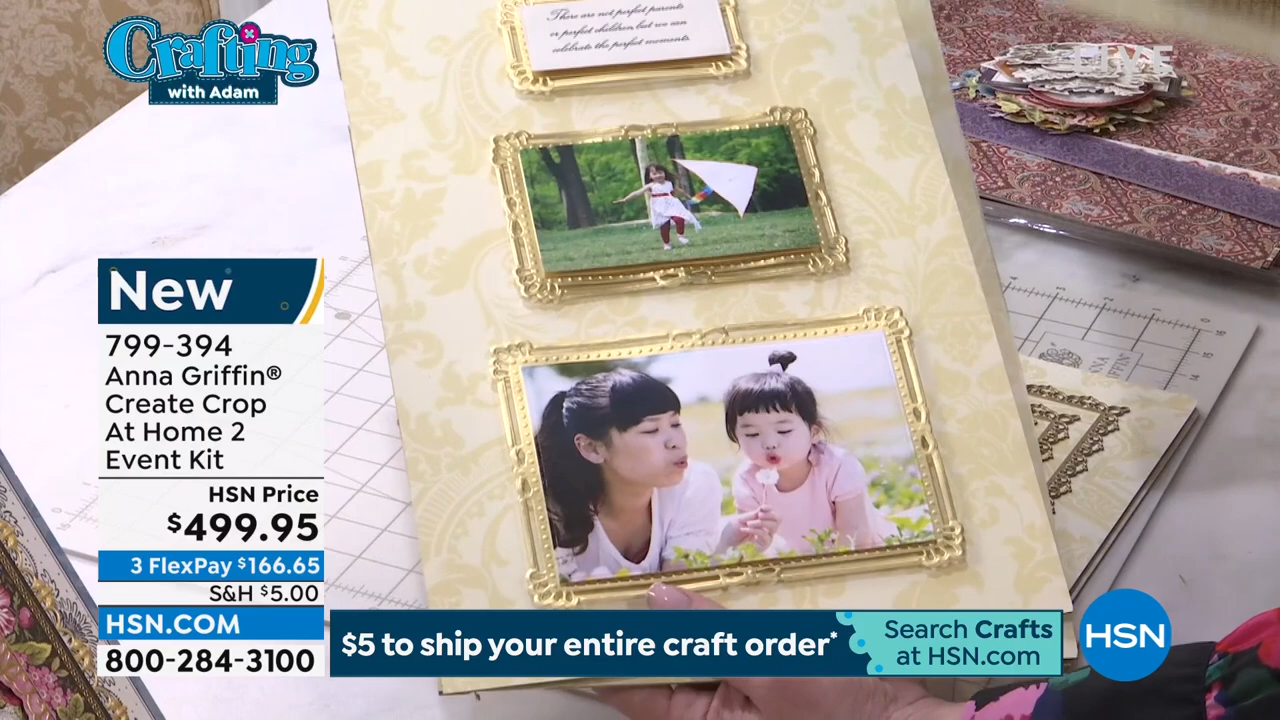 Crafting
with Adam
There are not perfect parents
or perfect children but we can
celebrate the perfect moments.
LIVE
New
799-394
Anna Griffin®
Create Crop
At Home 2
Event Kit
HSN Price
$499.95
3 FlexPay $166.65
S&H $5.00
HSN.COM
800-284-3100
$5 to ship your entire craft order*
Search Crafts
at HSN.com
HSN